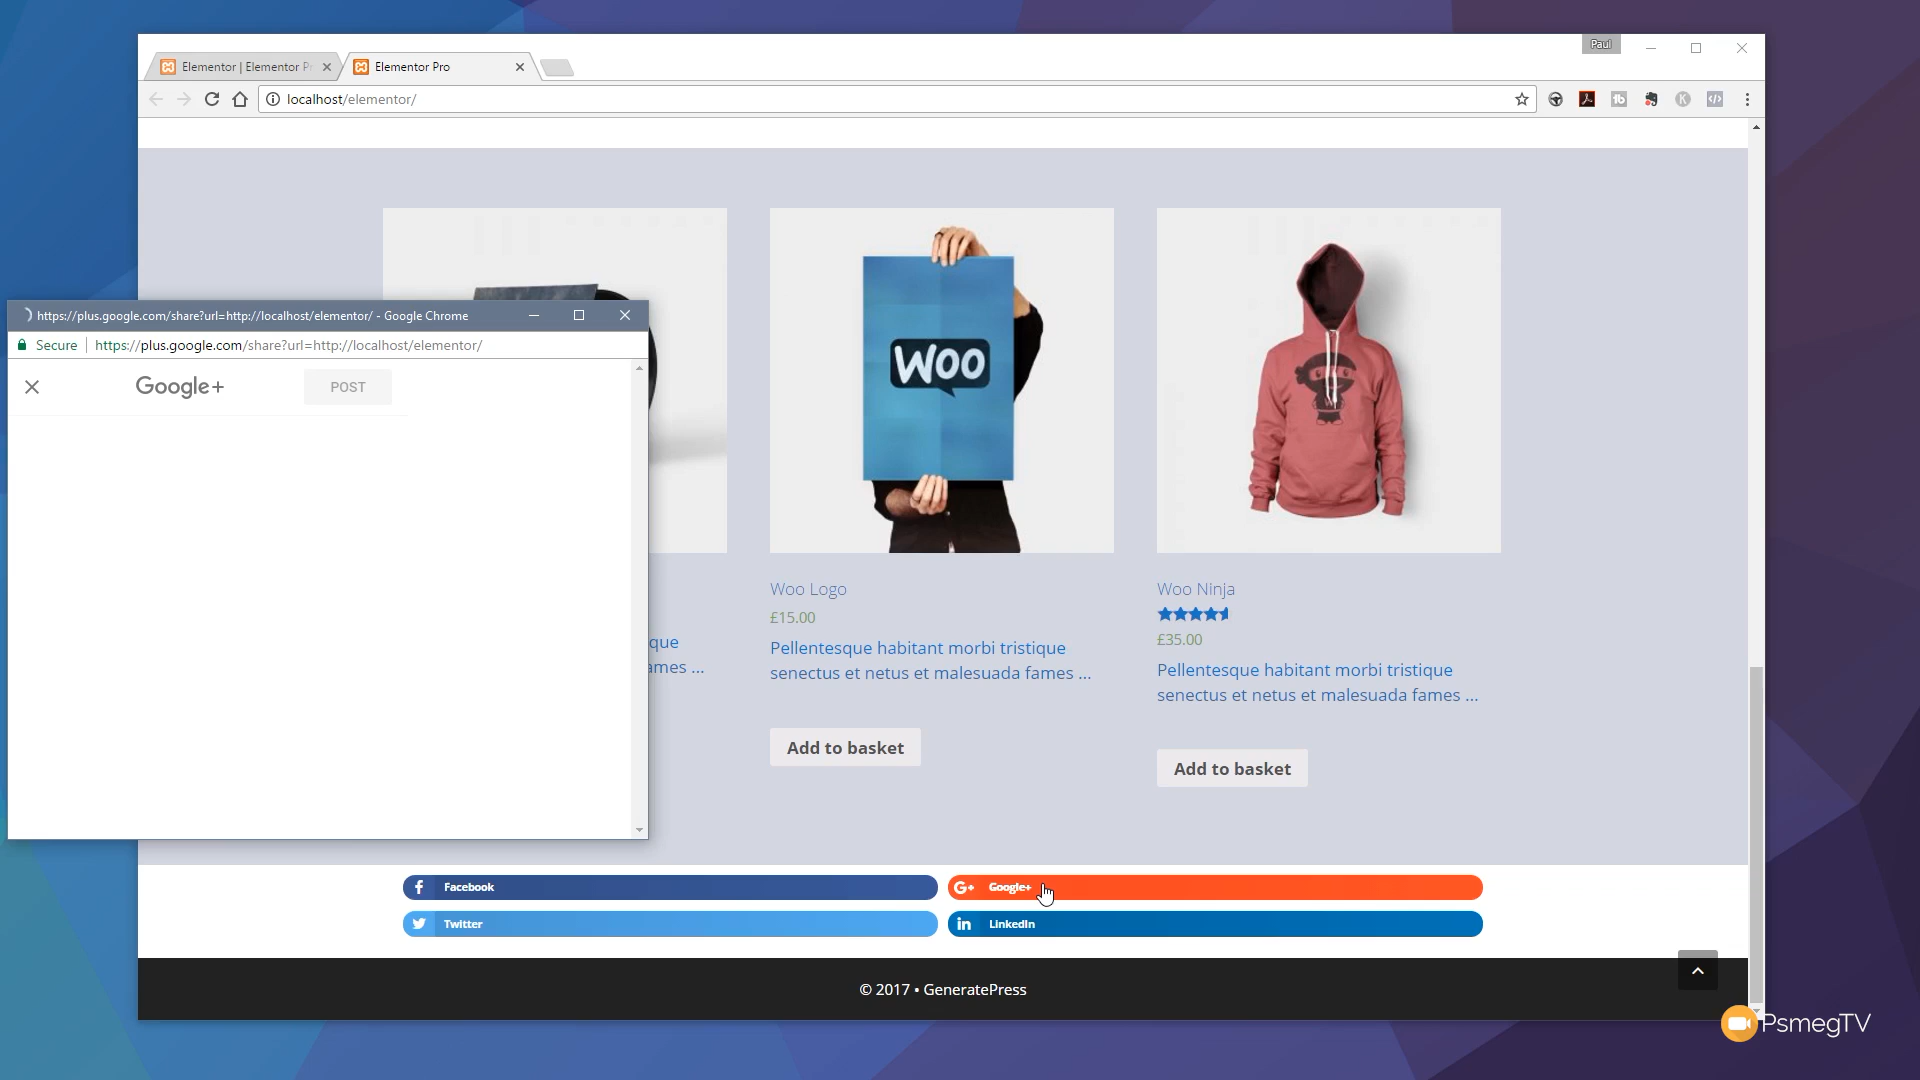 Paul
Elementor | Elementor Pr
Elementor Pro
localhost/elementor/
https://plus.google.com/share?url=http://localhost/elementor/ - Google Chrome
Secure
https://plus.google.com/share?url=http://localhost/elementor/
Google+
POST
WOO
Woo Logo
£15.00
Pellentesque habitant morbi tristique
senectus et netus et malesuada fames ...
Add to basket
Woo Ninja
£35.00
Pellentesque habitant morbi tristique
senectus et netus et malesuada fames ...
Add to basket
que
ames ...
Facebook
G+ Google+
Twitter
in LinkedIn
© 2017 • GeneratePress
PsmegTV